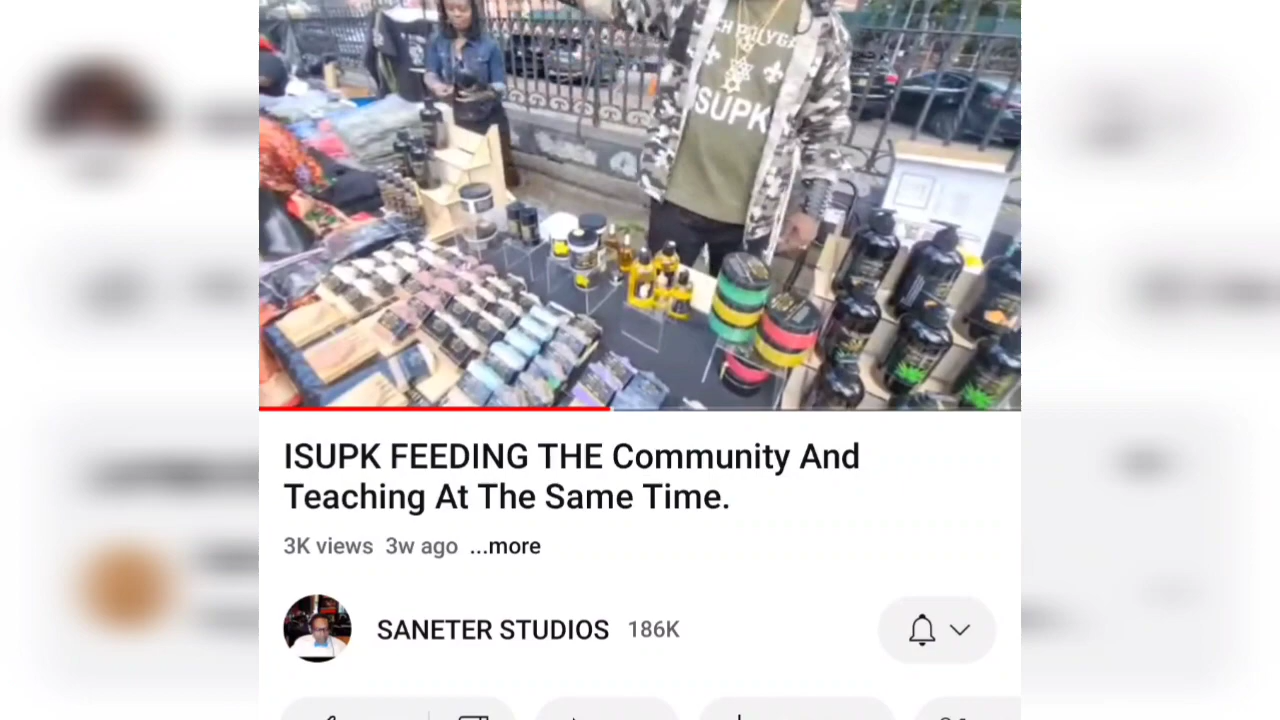 ISUPK
ISUPK FEEDING THE Community And
Teaching At The Same Time.
3K views 3w ago ...more
SANETER STUDIOS 186K